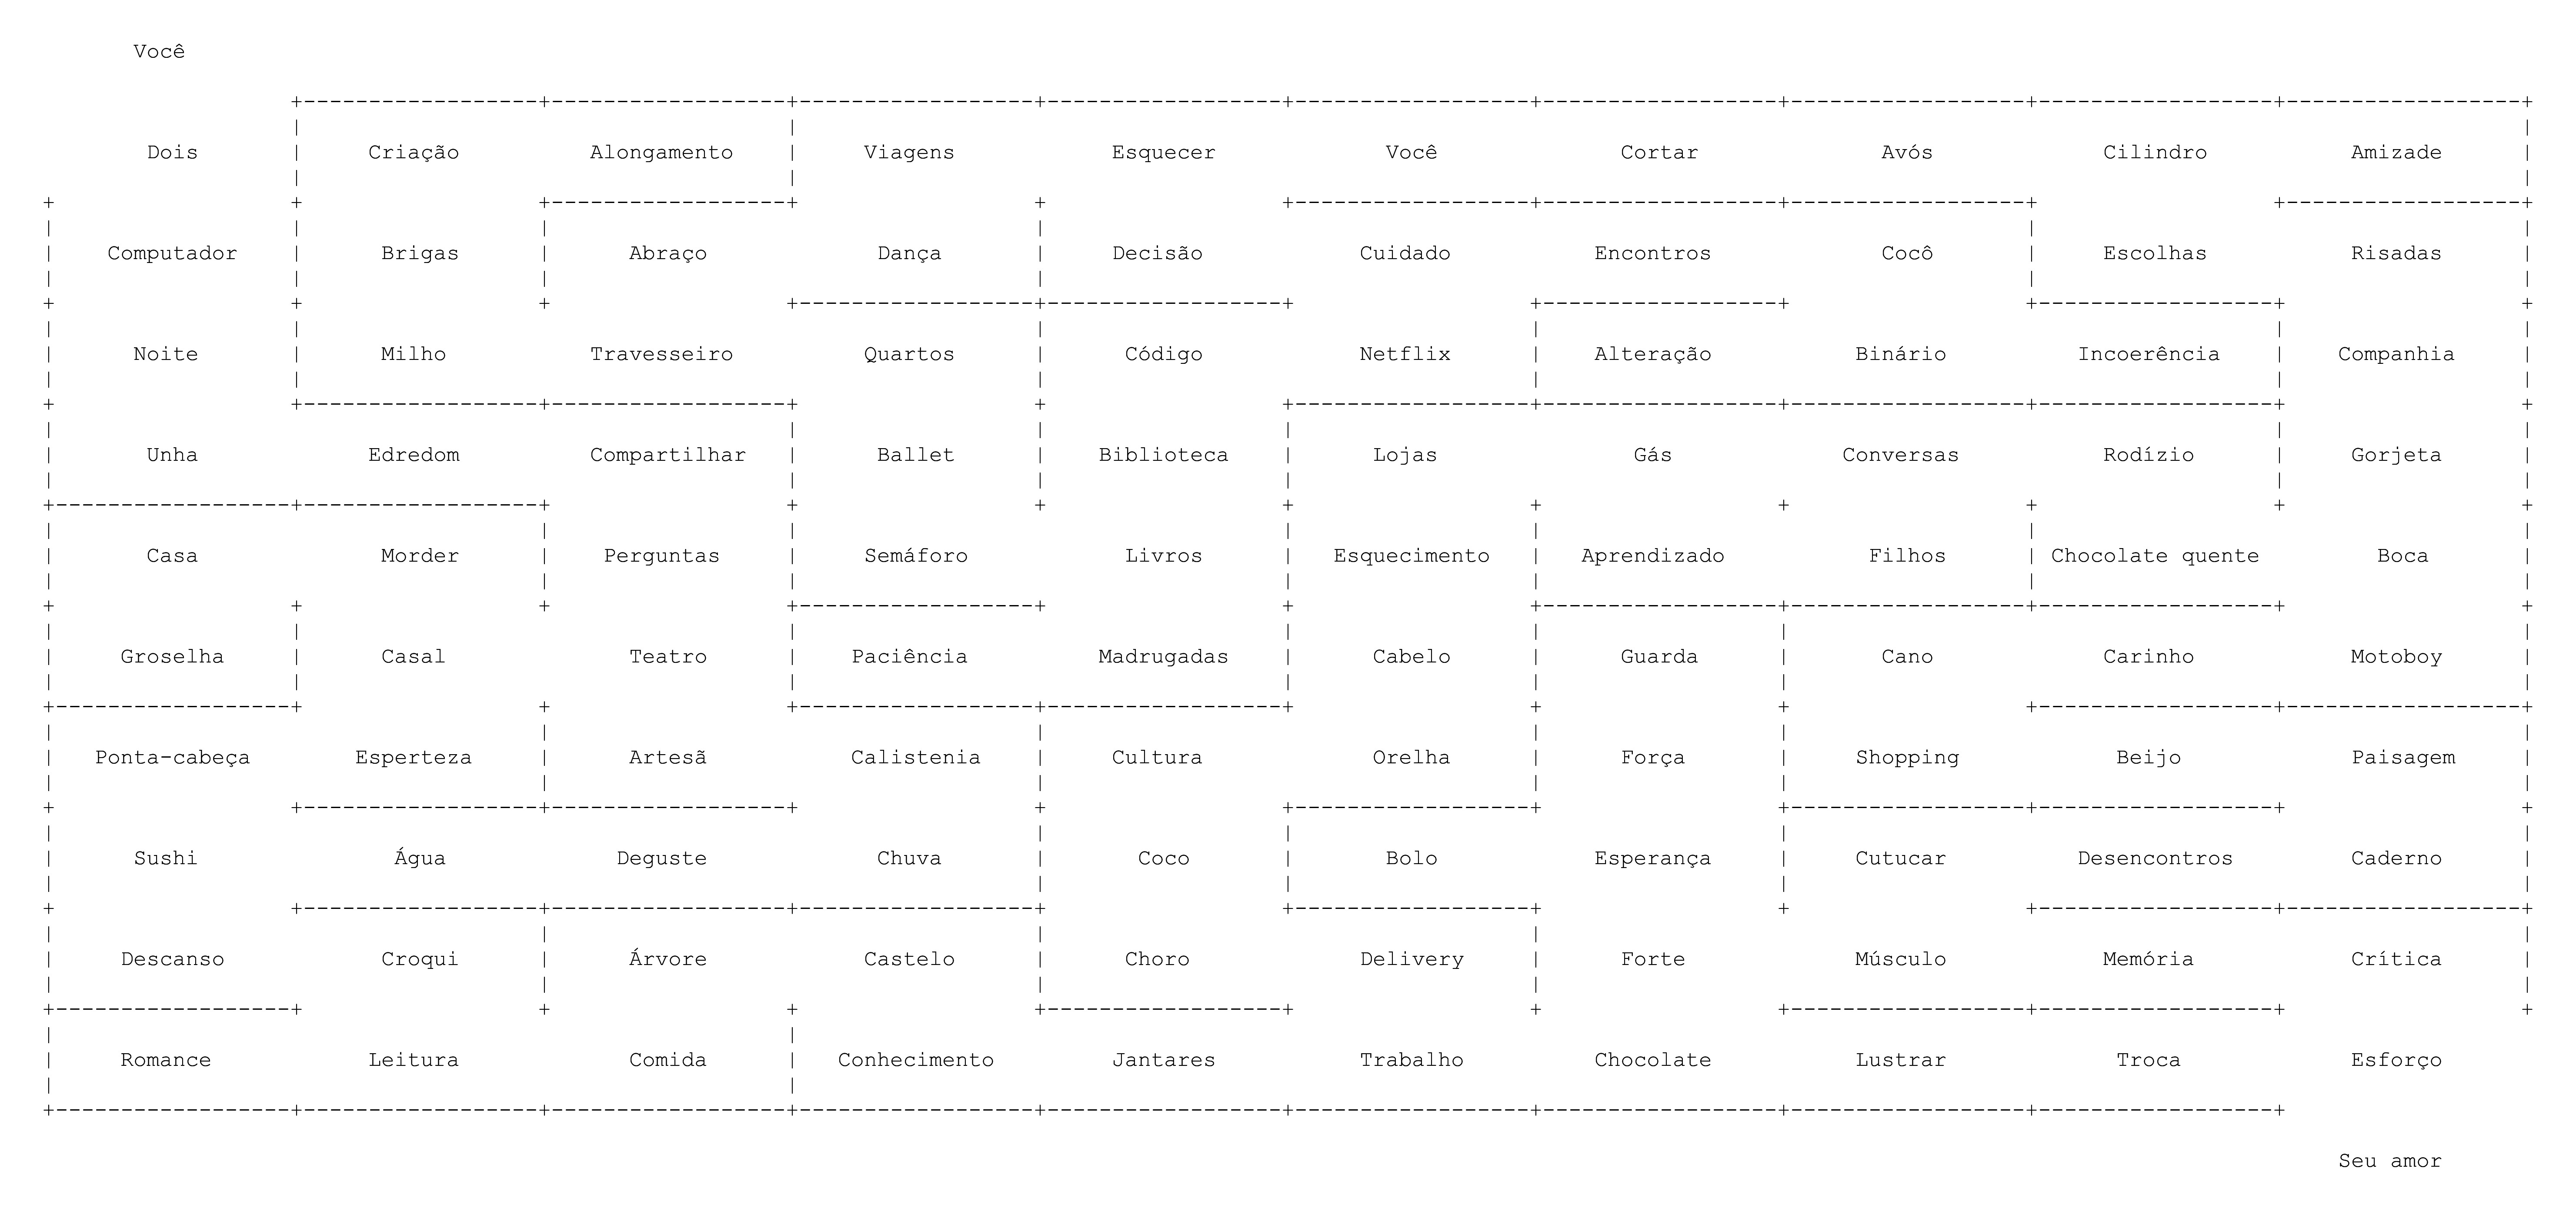 Você
Dois Criação Alongamento Viagens Esquecer Você Cortar Avós Cilindro Amizade
Computador Brigas Abraço Dança Decisão Cuidado Encontros Cocô Escolhas Risadas
Noite Milho Travesseiro Quartos Código Netflix Alteração Binário Incoerência Companhia
Unha Edredom Compartilhar Ballet Biblioteca Lojas Gás Conversas Rodízio Gorjeta
Casa Morder Perguntas Semáforo Livros Esquecimento Aprendizado Filhos Chocolate quente Boca
Groselha Casal Teatro Paciência Madrugadas Cabelo Guarda Cano Carinho Motoboy
Ponta-cabeça Esperteza Artesã Calistenia Cultura Orelha Força Shopping Beijo Paisagem
Sushi Água Deguste Chuva Coco Bolo Esperança Cutucar Desencontros Caderno
Descanso Croqui Árvore Castelo Choro Delivery Forte Músculo Memória Crítica
Romance Leitura Comida Conhecimento Jantares Trabalho Chocolate Lustrar Troca Esforço
Seu amor